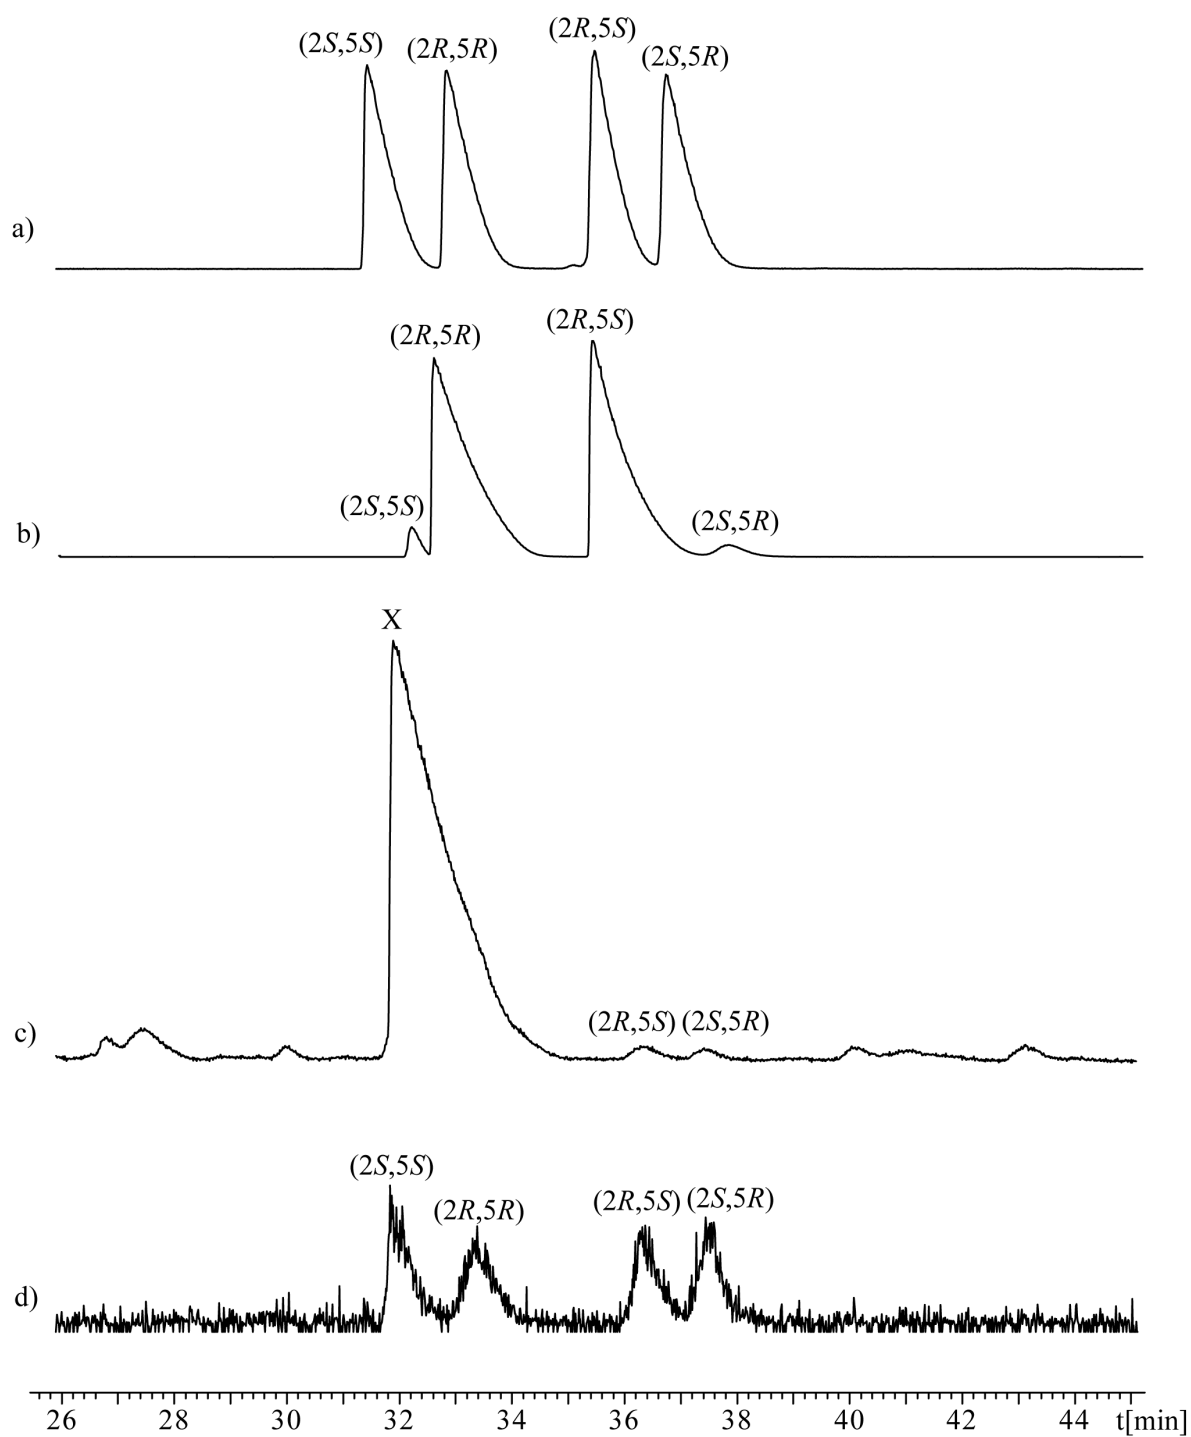 (2S,5S) (2R,5R) (2R,5S) (2S,5R)
a)
(2S,5S) (2R,5R) (2R,5S) (2S,5R)
b)
X
(2R,5S) (2S,5R)
c)
(2S,5S) (2R,5R) (2R,5S) (2S,5R)
d)
26 28 30 32 34 36 38 40 42 44 t[min]